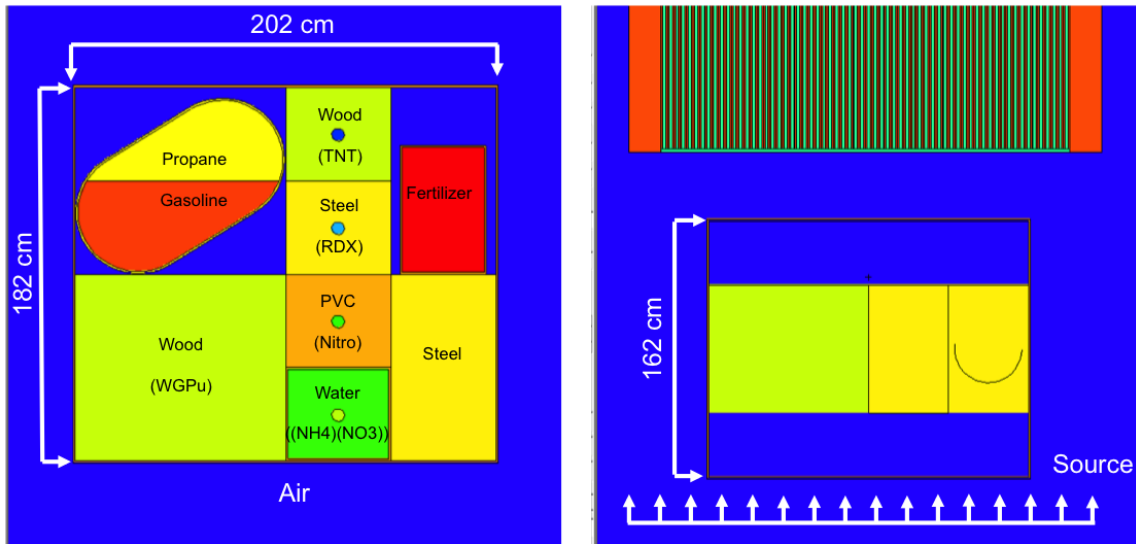 202 cm
182 cm
Propane
Gasoline
Wood
(TNT)
Steel
(RDX)
Fertilizer
Wood
(WGPu)
PVC
(Nitro)
Steel
Water
((NH4)(NO3))
Air
162 cm
Source